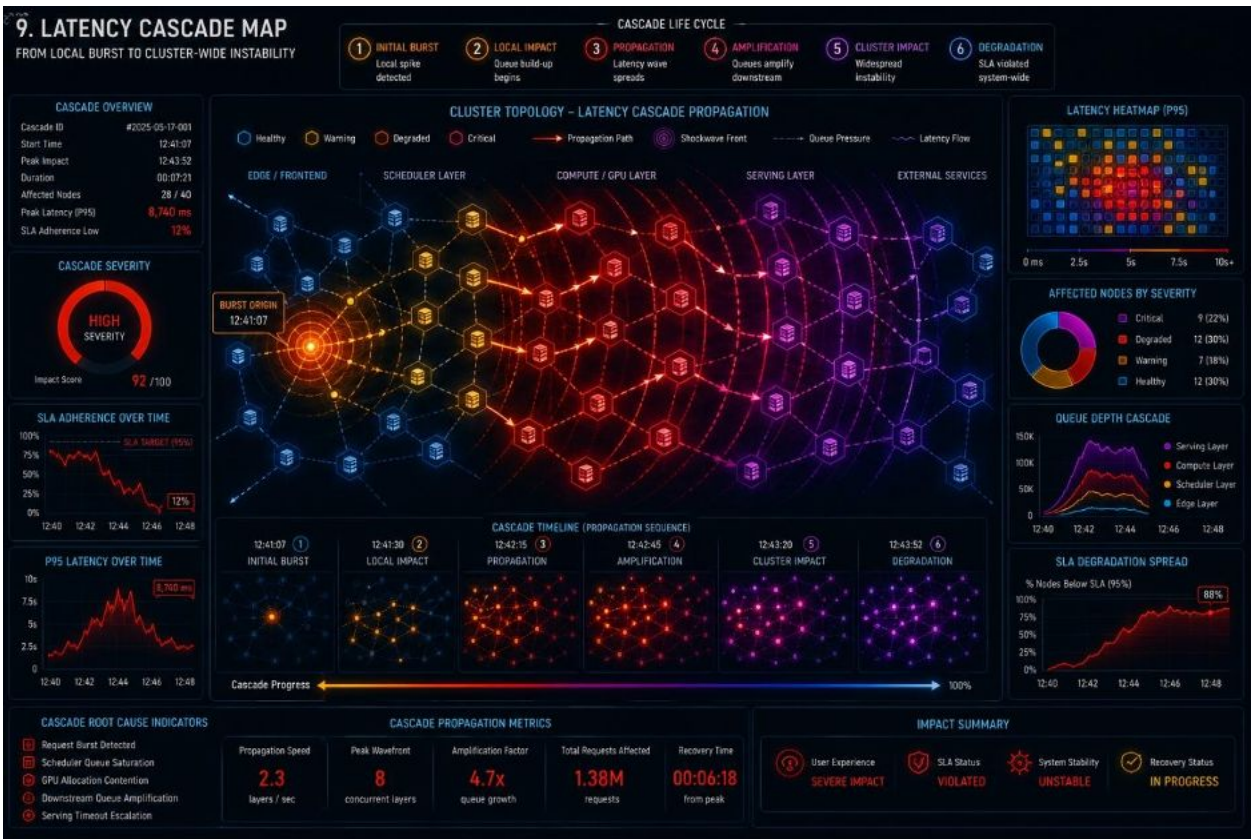 9. LATENCY CASCADE MAP
FROM LOCAL BURST TO CLUSTER-WIDE INSTABILITY
CASCADE LIFE CYCLE
1 INITIAL BURST
Local spike
detected
2 LOCAL IMPACT
Queue build-up
begins
3 PROPAGATION
Latency wave
spreads
4 AMPLIFICATION
Queues amplify
downstream
5 CLUSTER IMPACT
Widespread
instability
6 DEGRADATION
SLA violated
system-wide
CASCADE OVERVIEW
Cascade ID #2025-05-17-001
Start Time 12:41:07
Peak Impact 12:43:52
Duration 00:07:21
Affected Nodes 28 / 40
Peak Latency (P95) 8,740 ms
SLA Adherence Low 12%
CASCADE SEVERITY
HIGH
SEVERITY
Impact Score 92 /100
SLA ADHERENCE OVER TIME
100%
SLA TARGET (95%)
75%
50%
25%
12%
0%
12:40 12:42 12:44 12:46 12:48
P95 LATENCY OVER TIME
10s
8,740 ms
7.5s
5s
2.5s
0
12:40 12:42 12:44 12:46 12:48
CLUSTER TOPOLOGY – LATENCY CASCADE PROPAGATION
Healthy Warning Degraded Critical Propagation Path Shockwave Front Queue Pressure Latency Flow
EDGE / FRONTEND SCHEDULER LAYER COMPUTE / GPU LAYER SERVING LAYER EXTERNAL SERVICES
BURST ORIGIN
12:41:07
CASCADE TIMELINE (PROPAGATION SEQUENCE)
12:41:07 1
INITIAL BURST
12:41:30 2
LOCAL IMPACT
12:42:15 3
PROPAGATION
12:42:45 4
AMPLIFICATION
12:43:20 5
CLUSTER IMPACT
12:43:52 6
DEGRADATION
Cascade Progress 100%
LATENCY HEATMAP (P95)
0 ms 2.5s 5s 7.5s 10s+
AFFECTED NODES BY SEVERITY
Critical 9 (22%)
Degraded 12 (30%)
Warning 7 (18%)
Healthy 12 (30%)
QUEUE DEPTH CASCADE
150K
100K
50K
0
Serving Layer
Compute Layer
Scheduler Layer
Edge Layer
12:40 12:42 12:44 12:46 12:48
SLA DEGRADATION SPREAD
% Nodes Below SLA (95%)
88%
100%
75%
50%
25%
0%
12:40 12:42 12:44 12:46 12:48
CASCADE ROOT CAUSE INDICATORS
Request Burst Detected
Scheduler Queue Saturation
GPU Allocation Contention
Downstream Queue Amplification
Serving Timeout Escalation
CASCADE PROPAGATION METRICS
Propagation Speed
2.3
layers / sec
Peak Wavefront
8
concurrent layers
Amplification Factor
4.7x
queue growth
Total Requests Affected
1.38M
requests
Recovery Time
00:06:18
from peak
IMPACT SUMMARY
User Experience
SEVERE IMPACT
SLA Status
VIOLATED
System Stability
UNSTABLE
Recovery Status
IN PROGRESS